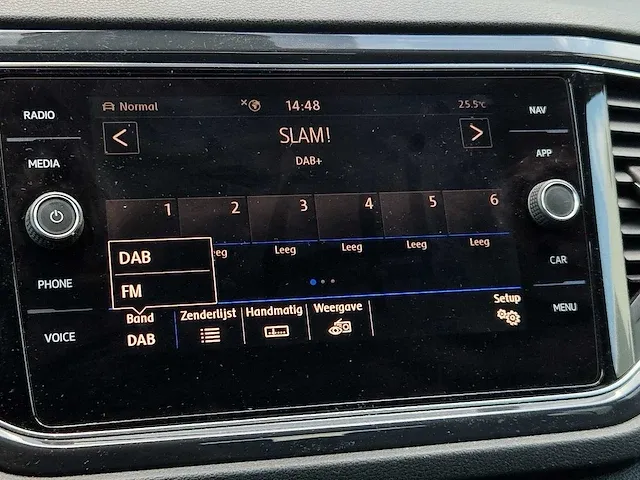 RADIO
MEDIA
PHONE
VOICE
Normal
14:48
25.5°C
SLAM!
DAB+
1 2 3 4 5 6
eg Leeg Leeg Leeg Leeg
DAB
FM
Band
DAB
Zenderlijst
Handmatig
Weergave
Setup
NAV
APP
CAR
MENU